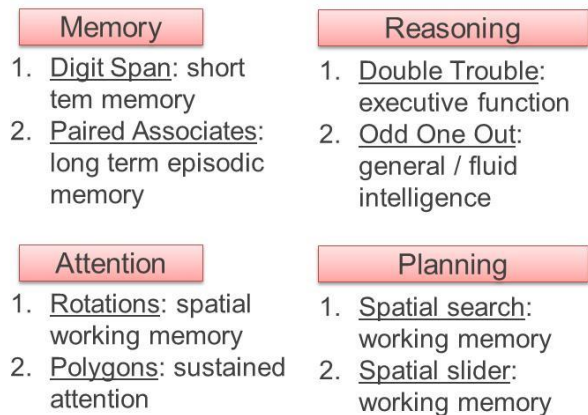 Memory
1. Digit Span: short
tem memory
2. Paired Associates:
long term episodic
memory
Reasoning
1. Double Trouble:
executive function
2. Odd One Out:
general / fluid
intelligence
Attention
1. Rotations: spatial
working memory
2. Polygons: sustained
attention
Planning
1. Spatial search:
working memory
2. Spatial slider:
working memory